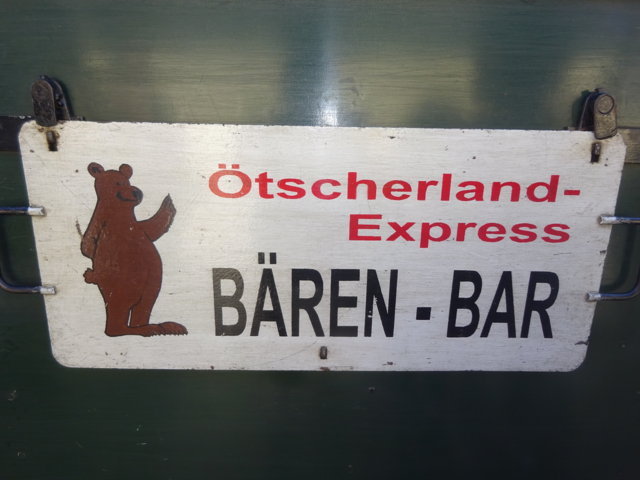 Ötscherland-
Express
BÄREN - BAR